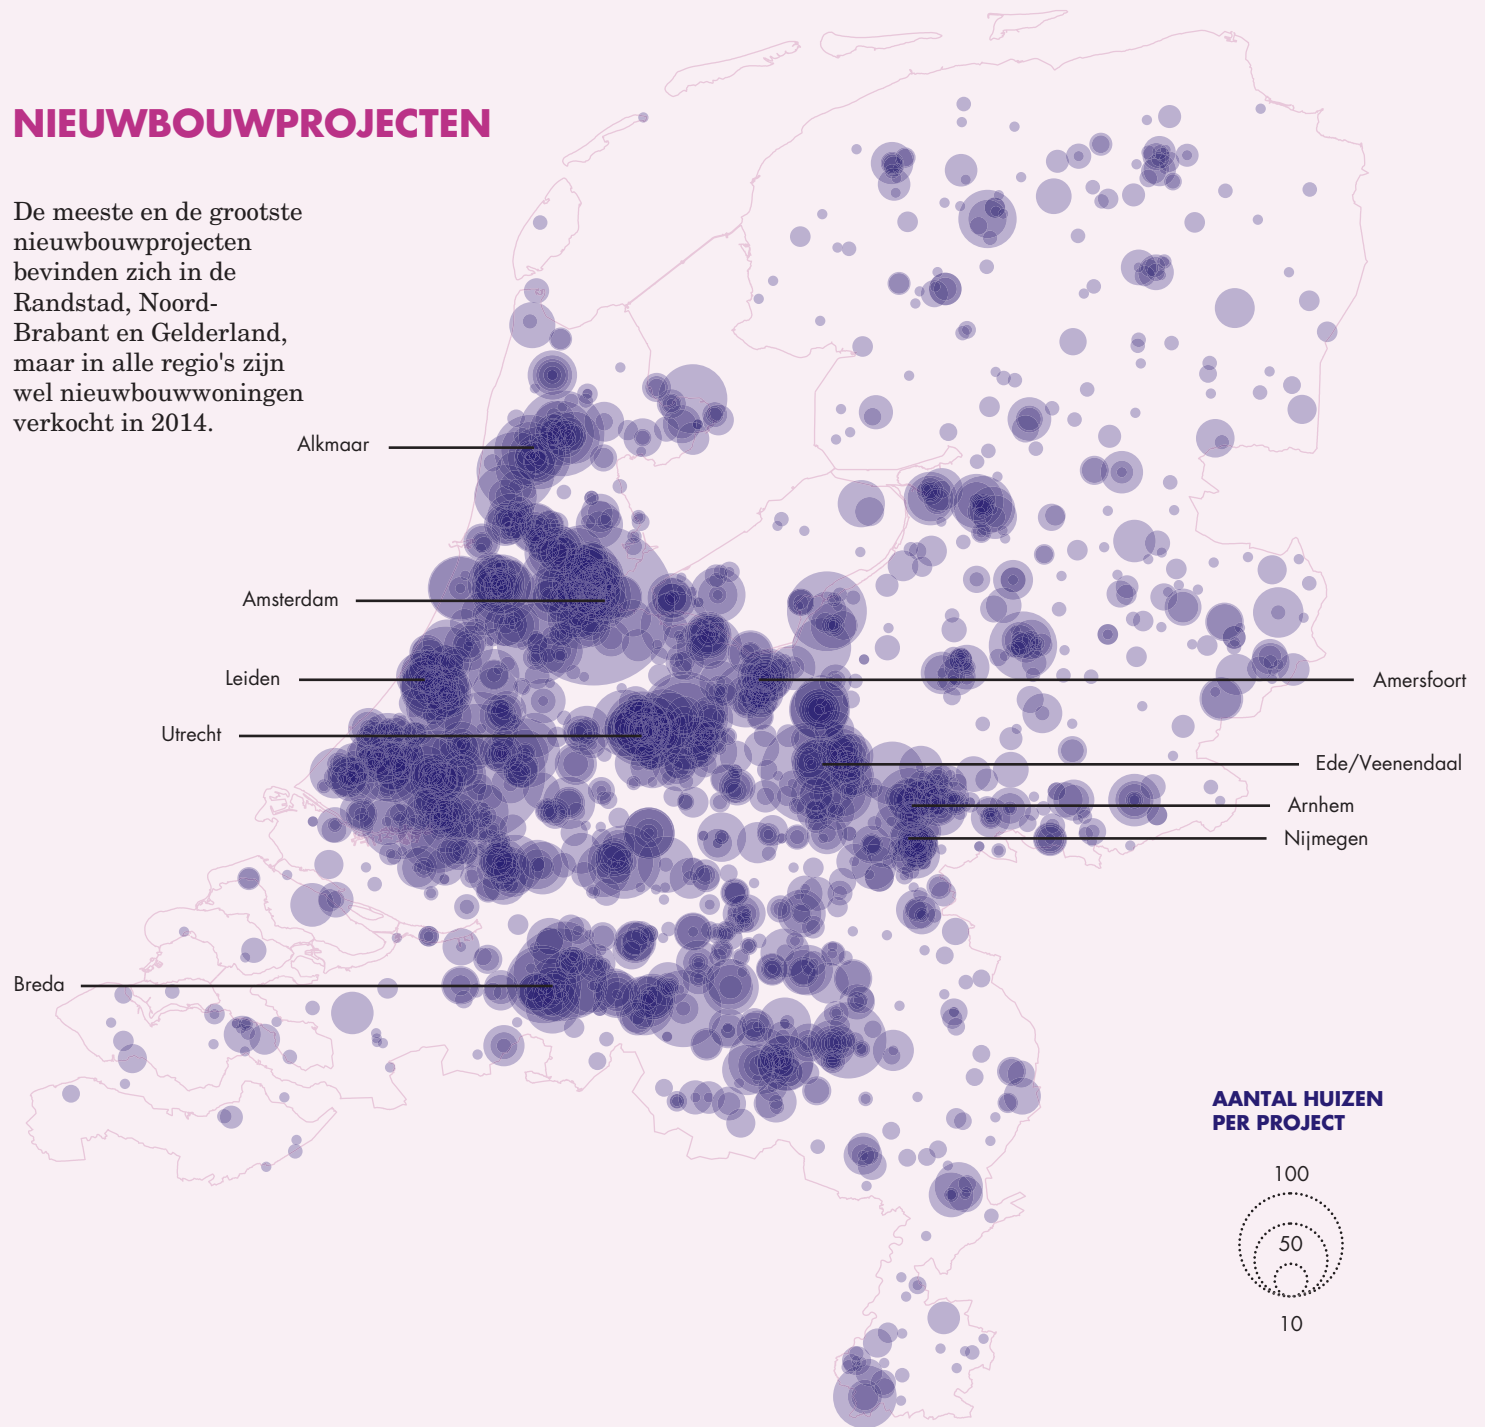 NIEUWBOUWPROJECTEN
De meeste en de grootste
nieuwbouwprojecten
bevinden zich in de
Randstad, Noord-
Brabant en Gelderland,
maar in alle regio's zijn
wel nieuwbouwwoningen
verkocht in 2014.
Alkmaar
Amsterdam
Leiden
Amersfoort
Utrecht
Ede/Veenendaal
Arnhem
Nijmegen
Breda
AANTAL HUIZEN
PER PROJECT
100
50
10